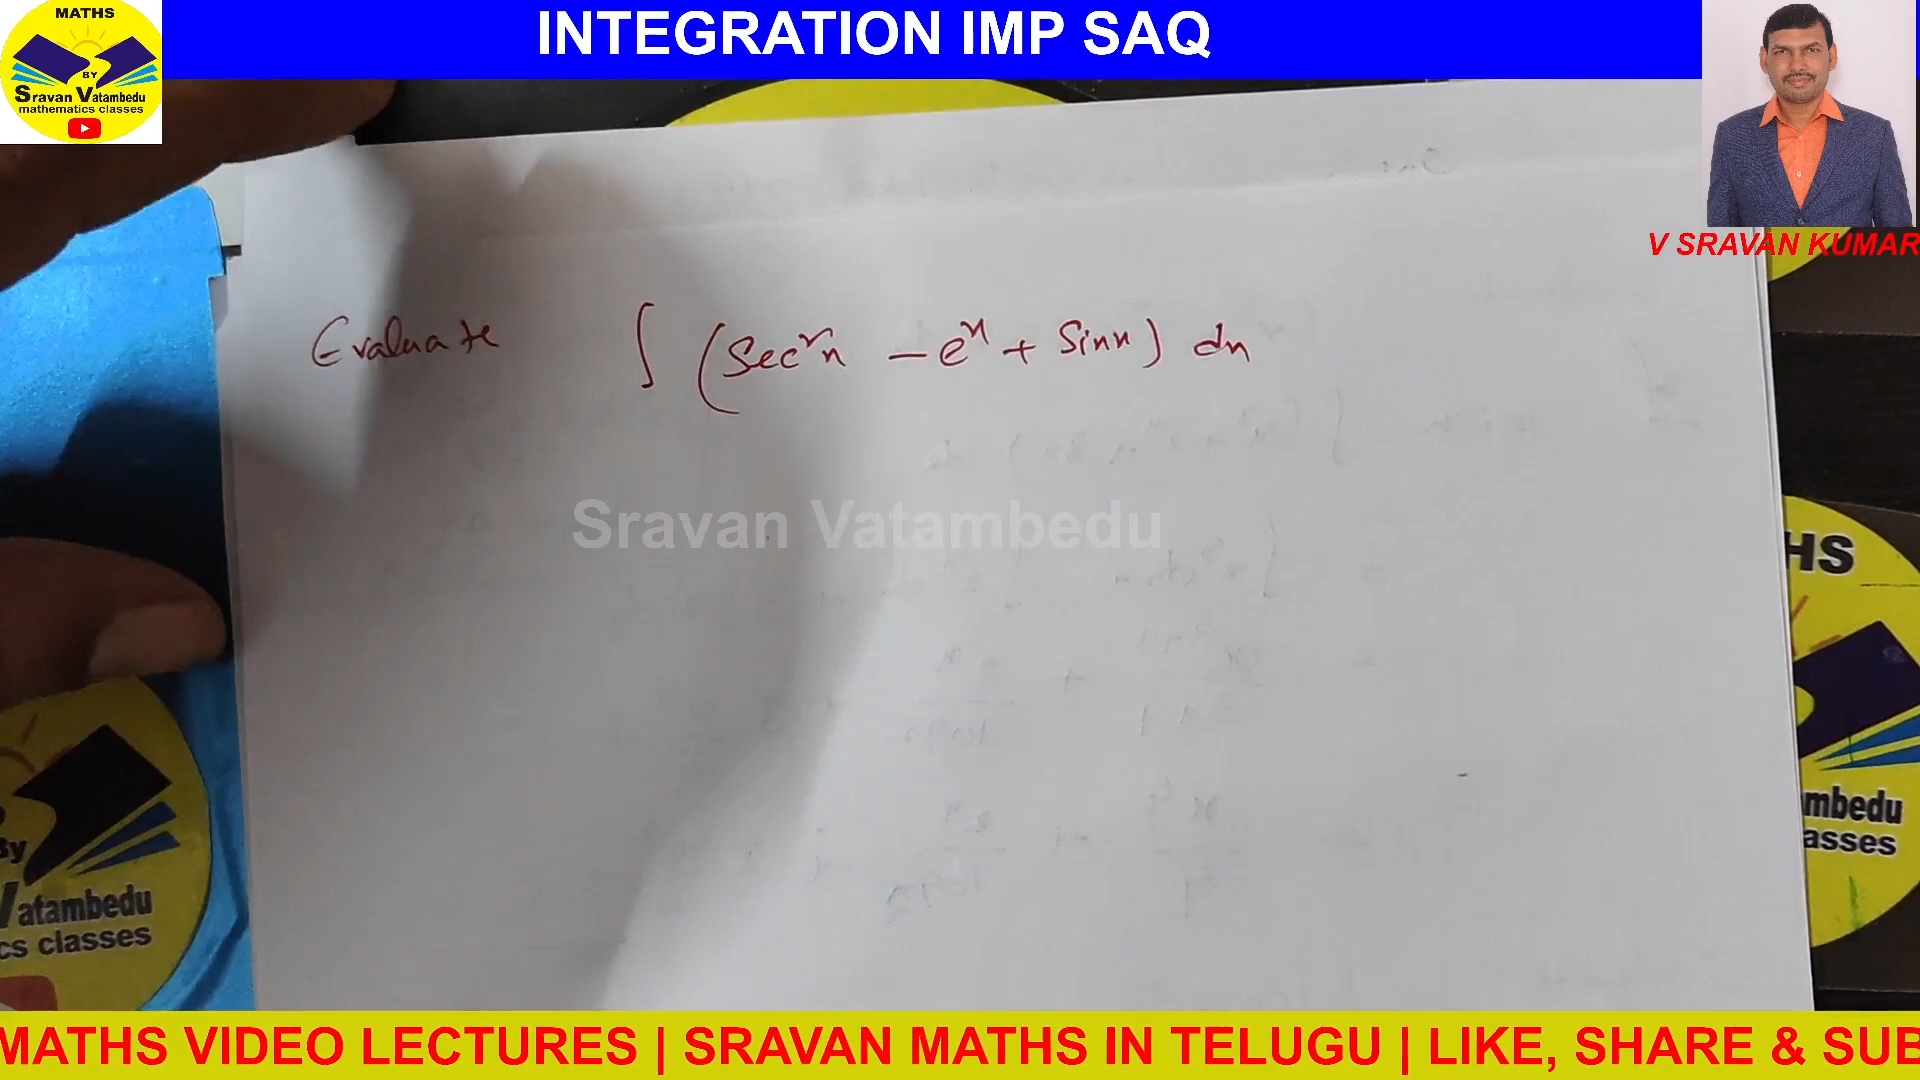 MATHS
BY
Sravan Vatambedu
mathematics classes
INTEGRATION IMP SAQ
V SRAVAN KUMAR
Evaluate ∫ (Sec²x - eˣ + Sinx) dx
Sravan Vatambedu
HS
mbedu
asses
By
Vatambedu
cs classes
MATHS VIDEO LECTURES | SRAVAN MATHS IN TELUGU | LIKE, SHARE & SUB